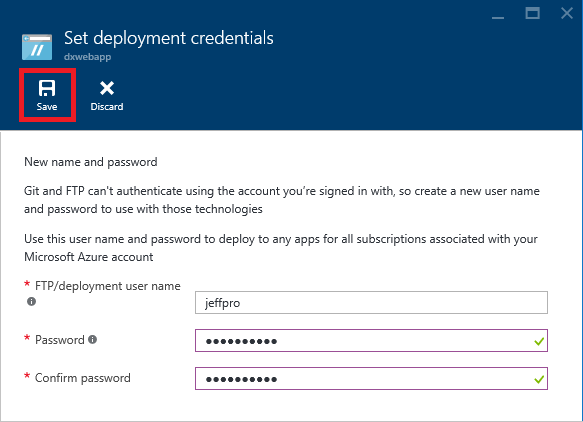 Set deployment credentials
dxwebapp
Save
Discard
New name and password
Git and FTP can't authenticate using the account you're signed in with, so create a new user name
and password to use with those technologies
Use this user name and password to deploy to any apps for all subscriptions associated with your
Microsoft Azure account
* FTP/deployment user name
jeffpro
* Password
●●●●●●●●●●
* Confirm password
●●●●●●●●●●